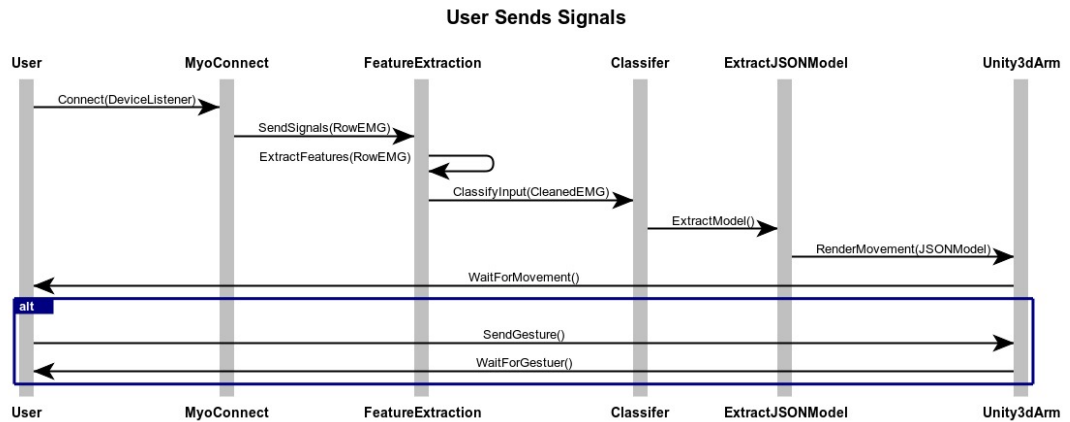 User Sends Signals
User MyoConnect FeatureExtraction Classifer ExtractJSONModel Unity3dArm
Connect(DeviceListener)
SendSignals(RowEMG)
ExtractFeatures(RowEMG)
ClassifyInput(CleanedEMG)
ExtractModel()
RenderMovement(JSONModel)
WaitForMovement()
alt
SendGesture()
WaitForGestuer()
User MyoConnect FeatureExtraction Classifer ExtractJSONModel Unity3dArm